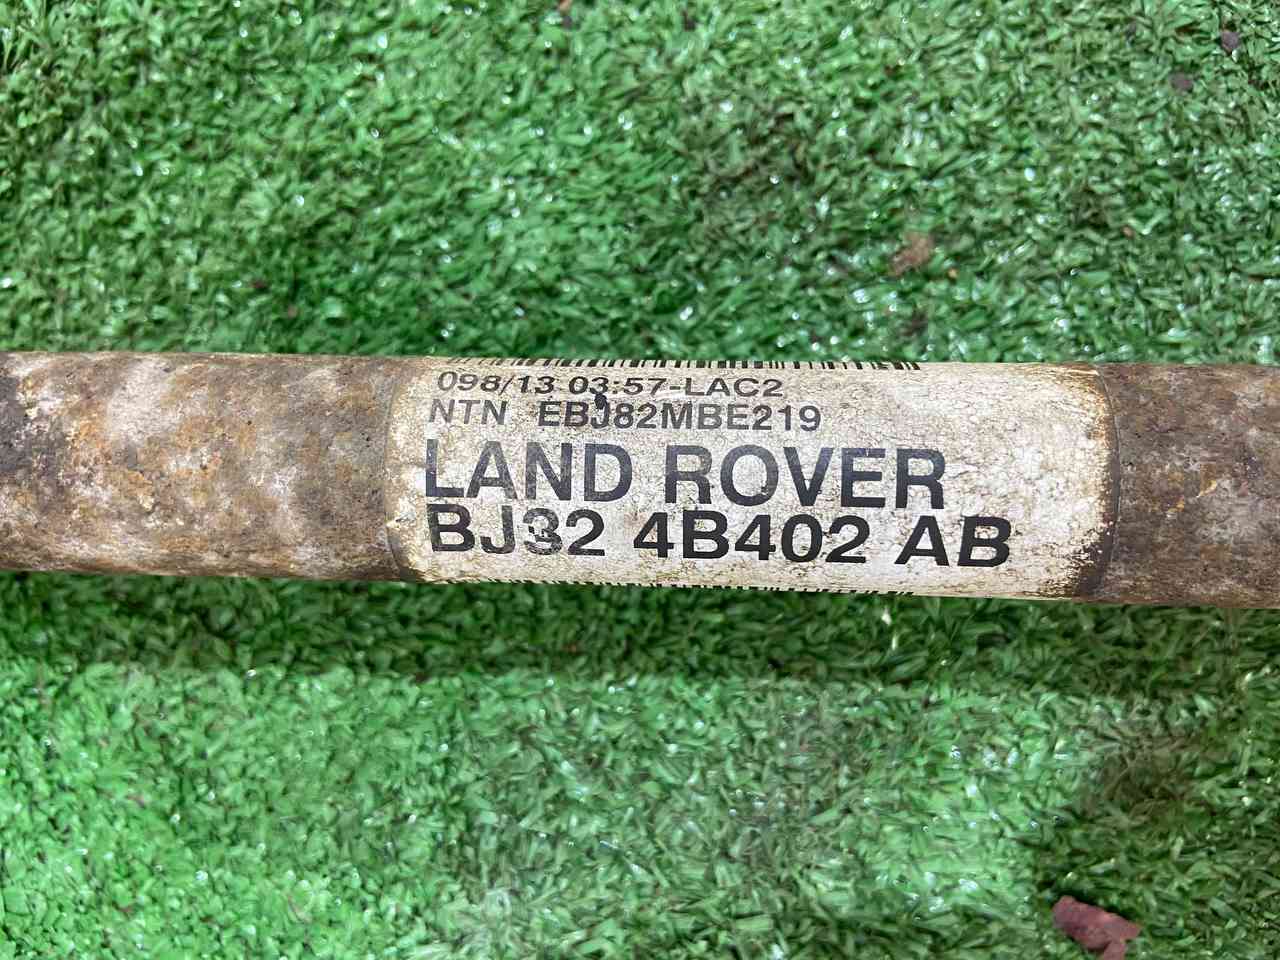 098/13 03:57-LAC2
NTN EBJ82MBE219
LAND ROVER
BJ32 4B402 AB